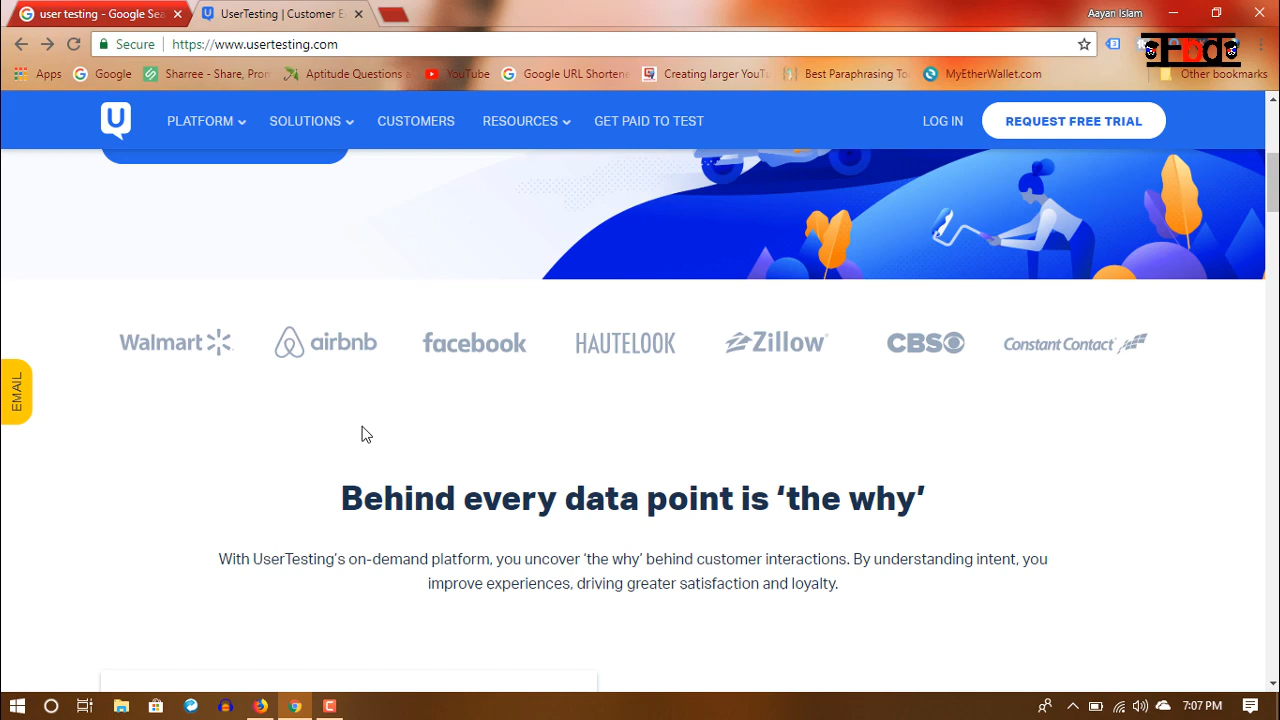 user testing - Google Sea
UserTesting | Customer E
Aayan Islam
Secure
https://www.usertesting.com
Apps
Google
Sharree - Share, Pron
Aptitude Questions a
YouTube
Google URL Shortene
Creating larger YouTu
Best Paraphrasing To
MyEtherWallet.com
Other bookmarks
U
PLATFORM
SOLUTIONS
CUSTOMERS
RESOURCES
GET PAID TO TEST
LOG IN
REQUEST FREE TRIAL
Walmart
airbnb
facebook
HAUTELOOK
Zillow
CBS
Constant Contact
EMAIL
Behind every data point is ‘the why’
With UserTesting’s on-demand platform, you uncover ‘the why’ behind customer interactions. By understanding intent, you
improve experiences, driving greater satisfaction and loyalty.
7:07 PM